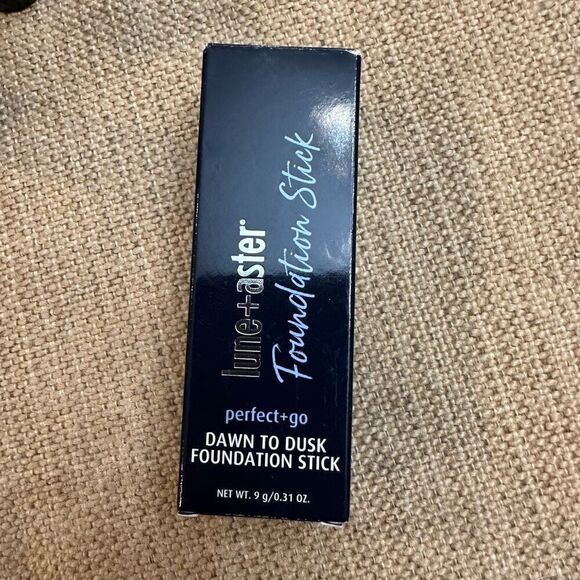 lune+aster®
Foundation Stick
perfect+go
DAWN TO DUSK
FOUNDATION STICK
NET WT. 9 g/0.31 OZ.